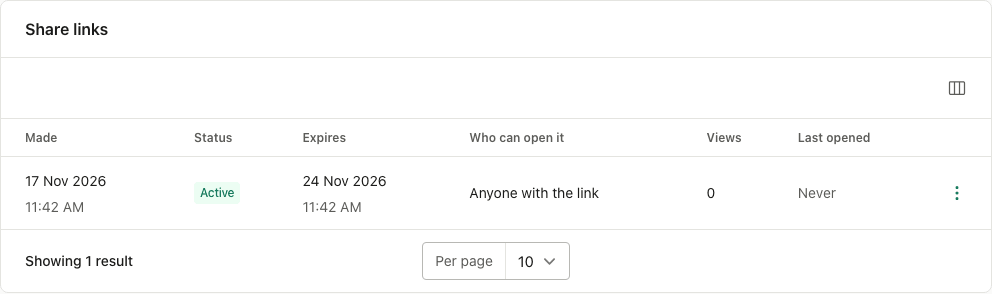 Share links
Made Status Expires Who can open it Views Last opened
17 Nov 2026 Active 24 Nov 2026 Anyone with the link 0 Never
11:42 AM 11:42 AM
Showing 1 result Per page 10